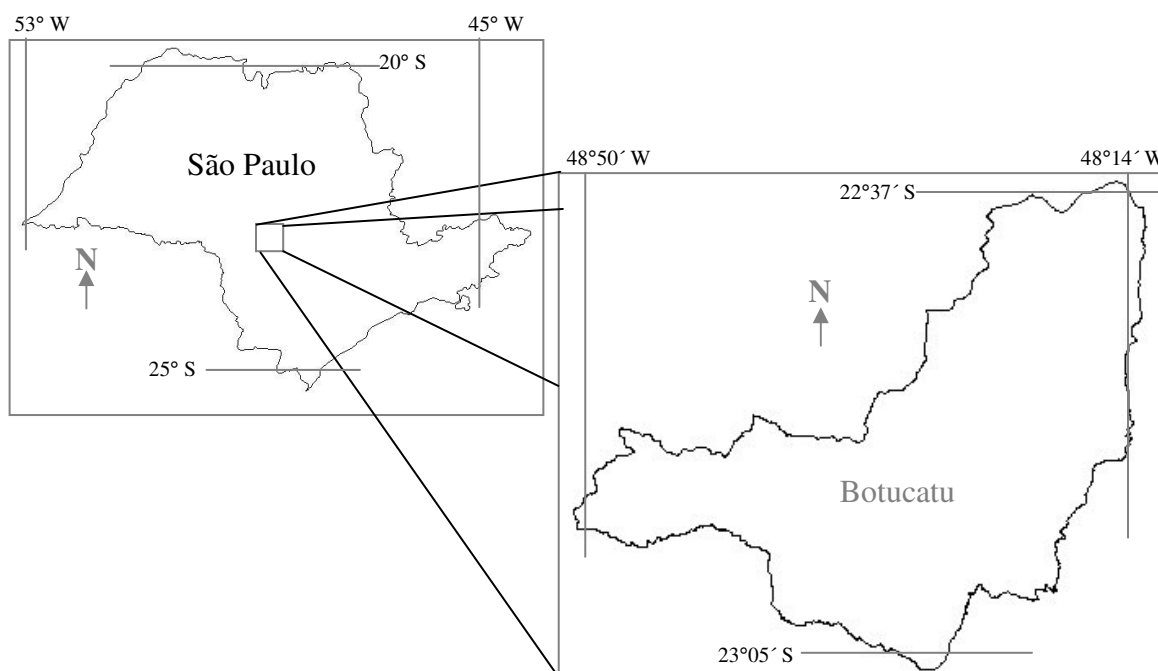 53° W
45° W
20° S
São Paulo
N
25° S
48°50´ W
48°14´ W
22°37´ S
N
Botucatu
23°05´ S